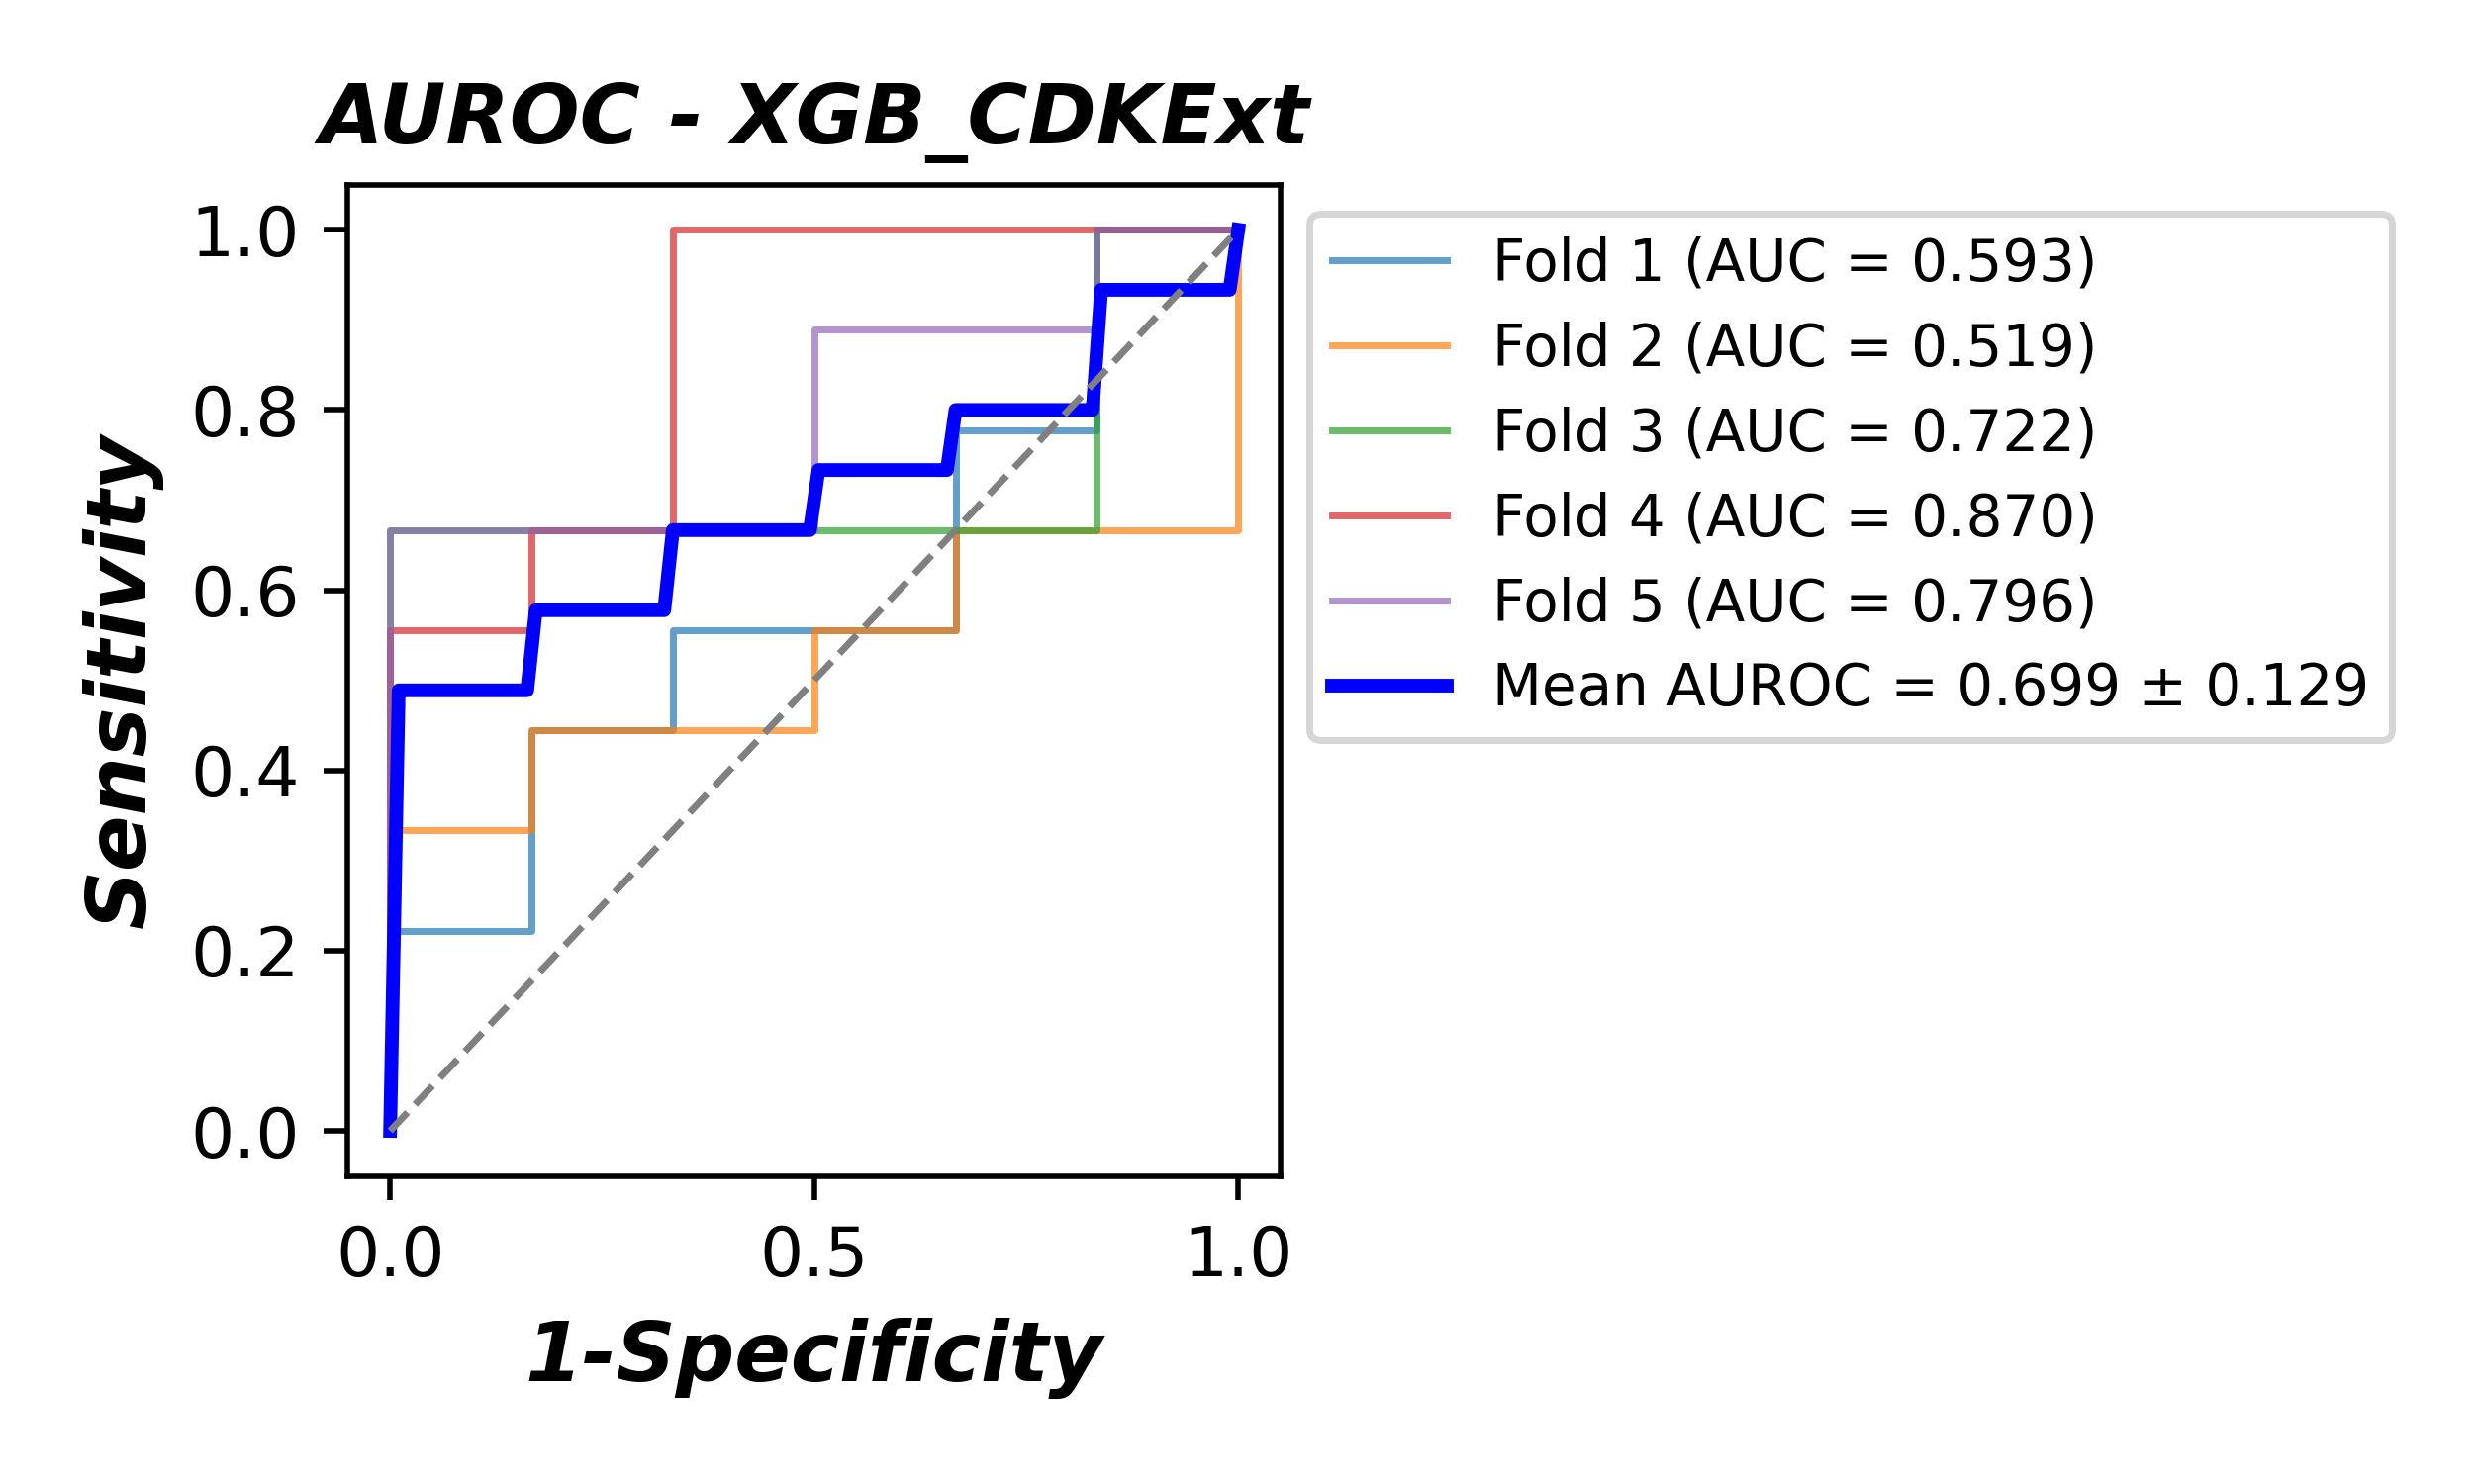 AUROC - XGB_CDKExt
Sensitivity
1.0
0.8
0.6
0.4
0.2
0.0
0.0 0.5 1.0
1-Specificity
Fold 1 (AUC = 0.593)
Fold 2 (AUC = 0.519)
Fold 3 (AUC = 0.722)
Fold 4 (AUC = 0.870)
Fold 5 (AUC = 0.796)
Mean AUROC = 0.699 ± 0.129